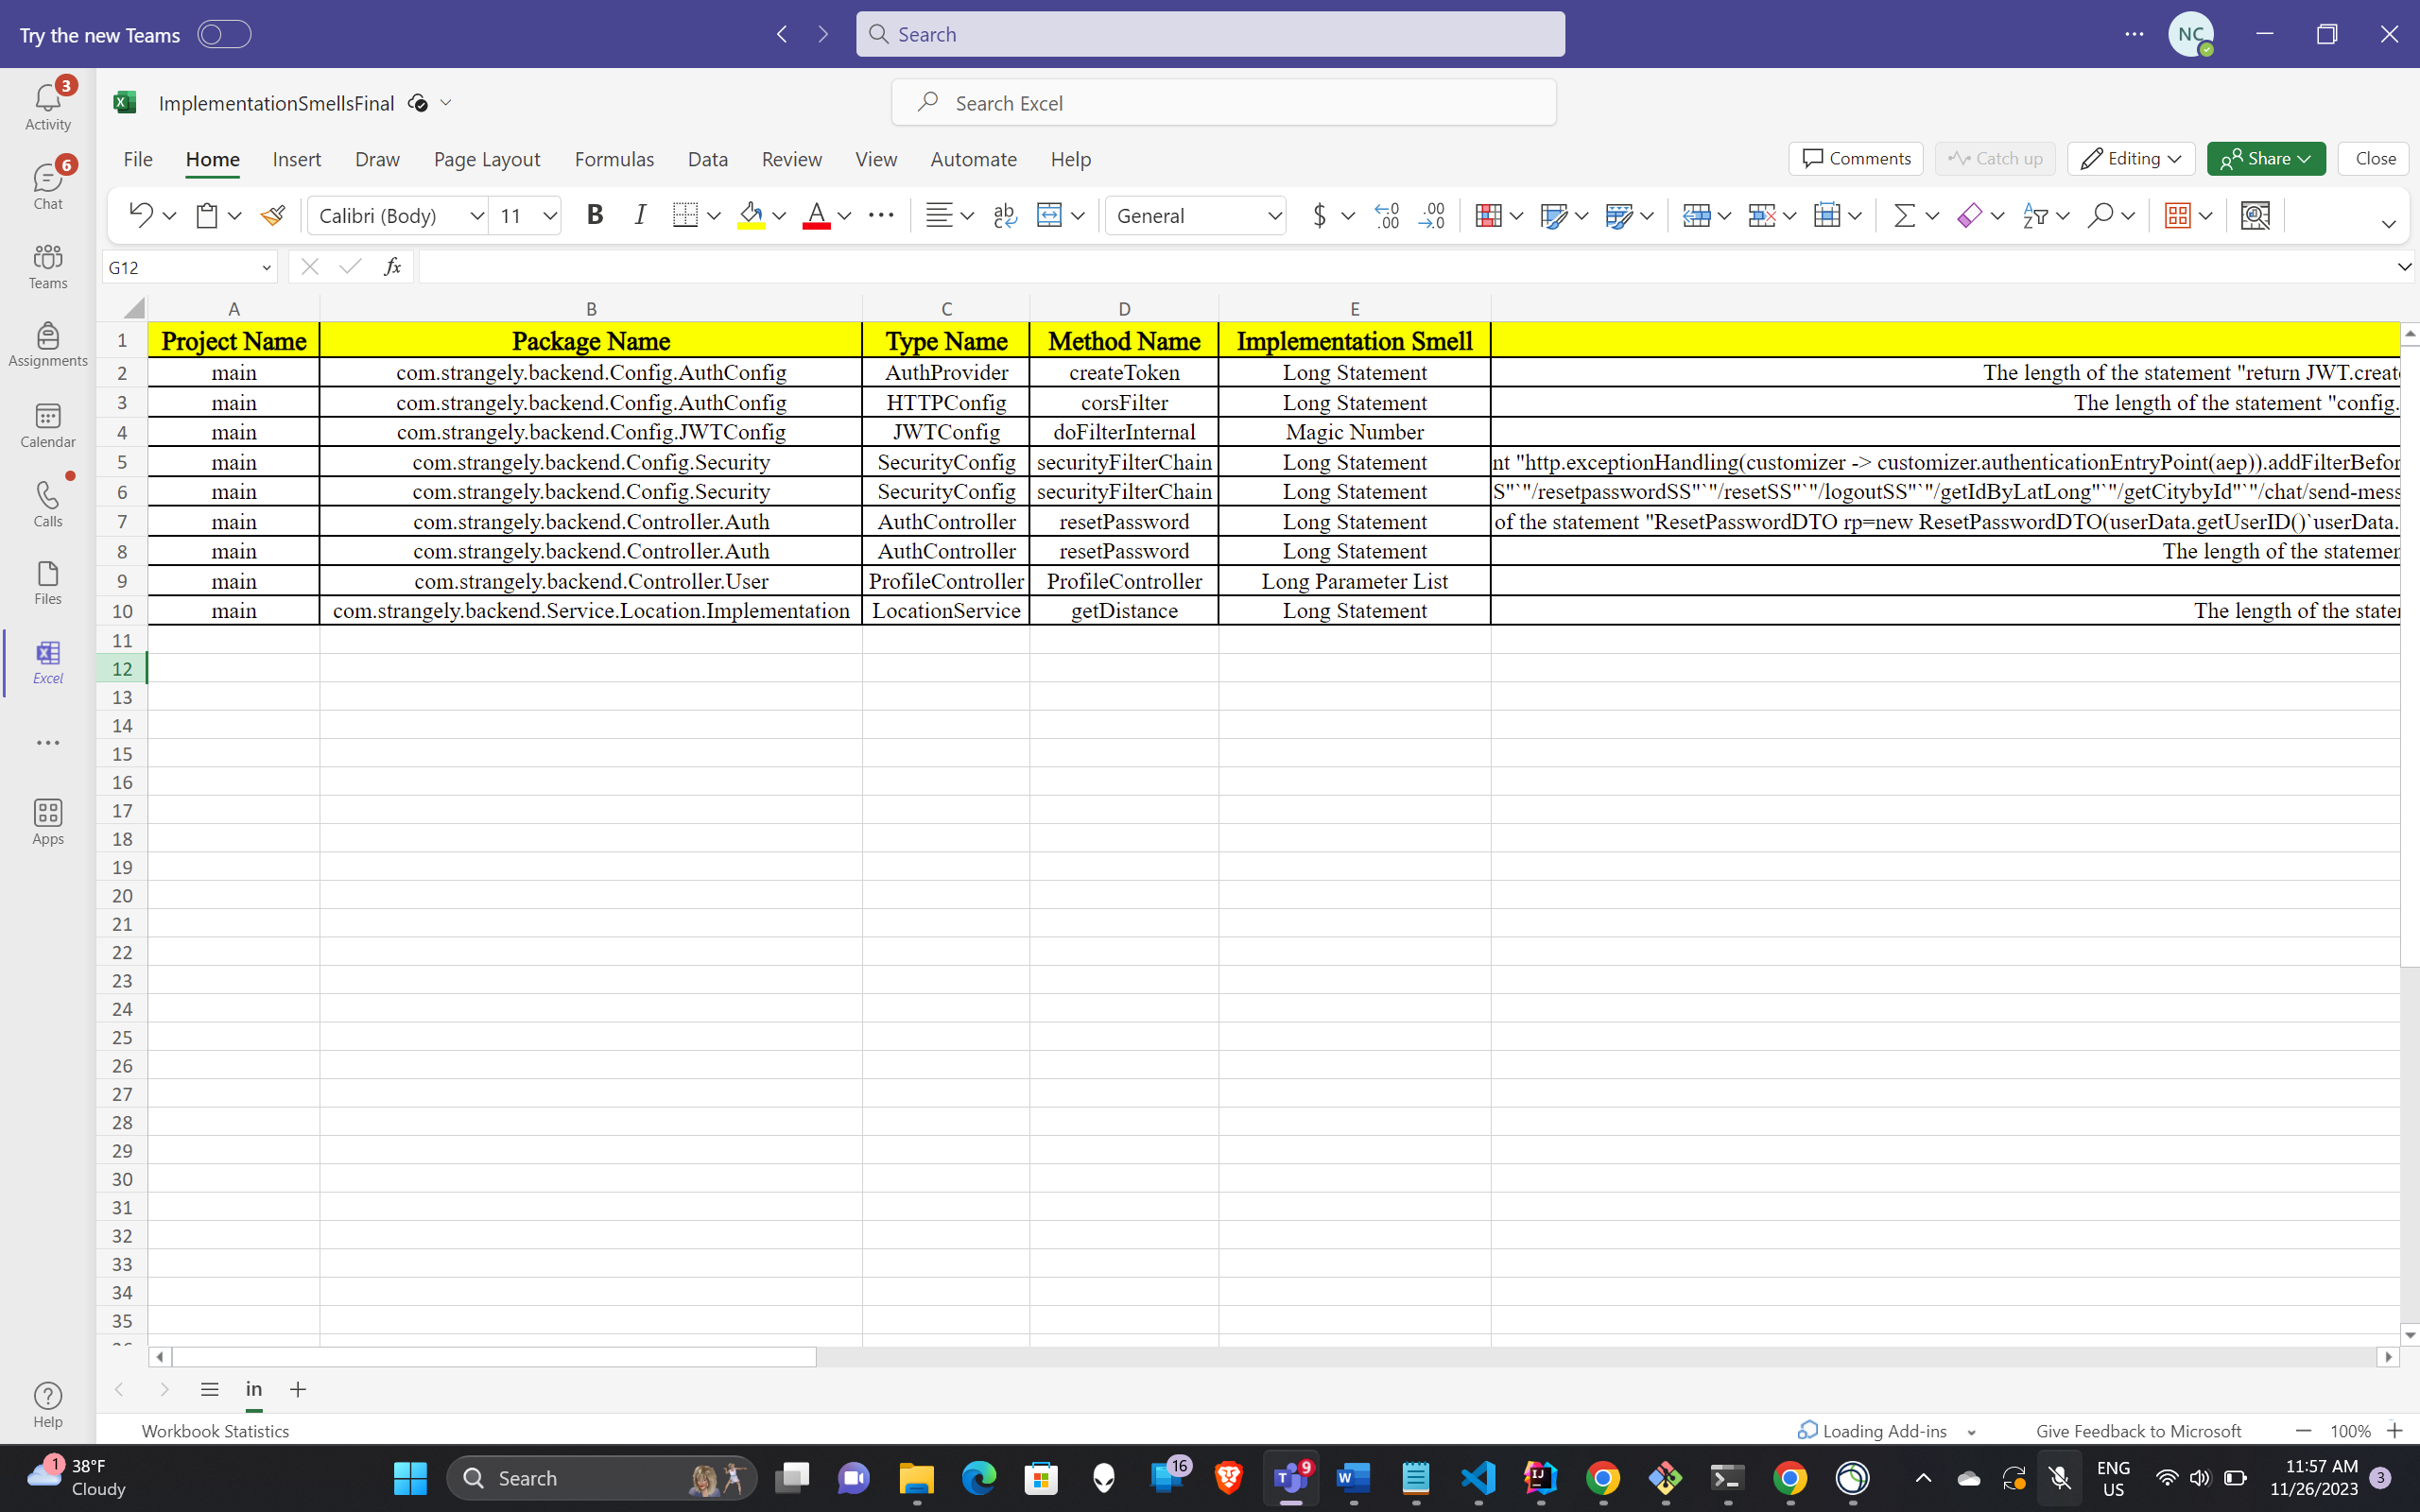 Try the new Teams
Search
NC
ImplementationSmellsFinal
Search Excel
File Home Insert Draw Page Layout Formulas Data Review View Automate Help
Comments Catch up Editing Share Close
Calibri (Body) 11 B I A ab General $ .00 .0
G12 fx
3
Activity
6
Chat
Teams
Assignments
Calendar
Calls
Files
Excel
Apps
Help
A B C D E
1 Project Name Package Name Type Name Method Name Implementation Smell
2 main com.strangely.backend.Config.AuthConfig AuthProvider createToken Long Statement The length of the statement "return JWT.create
3 main com.strangely.backend.Config.AuthConfig HTTPConfig corsFilter Long Statement The length of the statement "config.
4 main com.strangely.backend.Config.JWTConfig JWTConfig doFilterInternal Magic Number
5 main com.strangely.backend.Config.Security SecurityConfig securityFilterChain Long Statement nt "http.exceptionHandling(customizer -> customizer.authenticationEntryPoint(aep)).addFilterBefor
6 main com.strangely.backend.Config.Security SecurityConfig securityFilterChain Long Statement S"`"/resetpasswordSS"`"/resetSS"`"/logoutSS"`"/getIdByLatLong"`"/getCitybyId"`"/chat/send-mess
7 main com.strangely.backend.Controller.Auth AuthController resetPassword Long Statement of the statement "ResetPasswordDTO rp=new ResetPasswordDTO(userData.getUserID()`userData.
8 main com.strangely.backend.Controller.Auth AuthController resetPassword Long Statement The length of the statemen
9 main com.strangely.backend.Controller.User ProfileController ProfileController Long Parameter List
10 main com.strangely.backend.Service.Location.Implementation LocationService getDistance Long Statement The length of the stater
11
12
13
14
15
16
17
18
19
20
21
22
23
24
25
26
27
28
29
30
31
32
33
34
35
in
Workbook Statistics Loading Add-ins Give Feedback to Microsoft 100%
1 38°F
Cloudy
Search
16
9
ENG
US
11:57 AM
11/26/2023
3